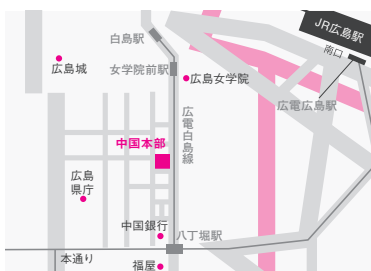 白島駅
JR広島駅
南口
広島城
女学院前駅
広島女学院
広電広島駅
広電白島線
中国本部
広島
県庁
中国銀行
八丁堀駅
本通り
福屋